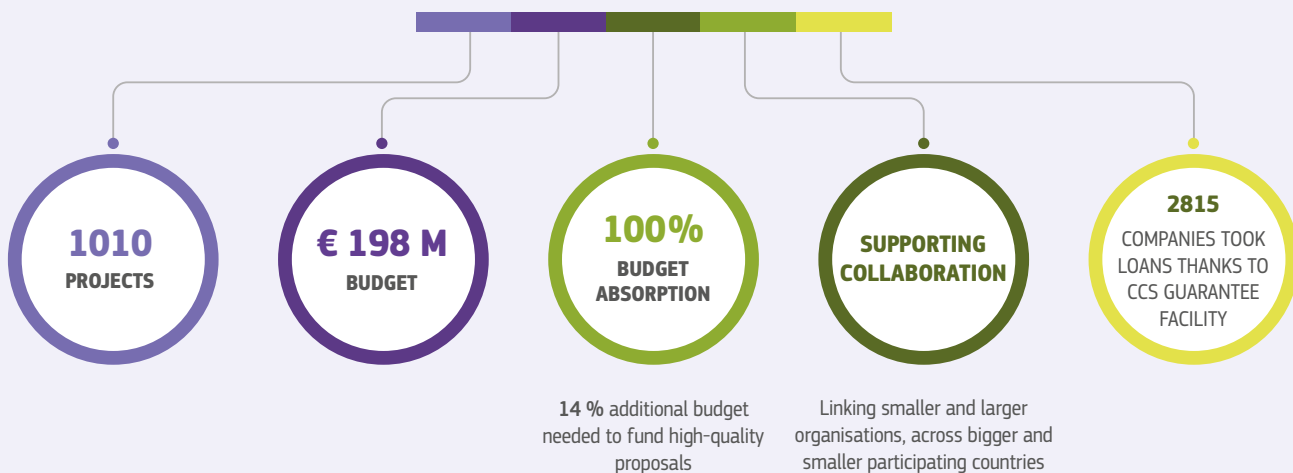 1010
PROJECTS
€ 198 M
BUDGET
100%
BUDGET
ABSORPTION
14 % additional budget
needed to fund high-quality
proposals
SUPPORTING
COLLABORATION
Linking smaller and larger
organisations, across bigger and
smaller participating countries
2815
COMPANIES TOOK
LOANS THANKS TO
CCS GUARANTEE
FACILITY